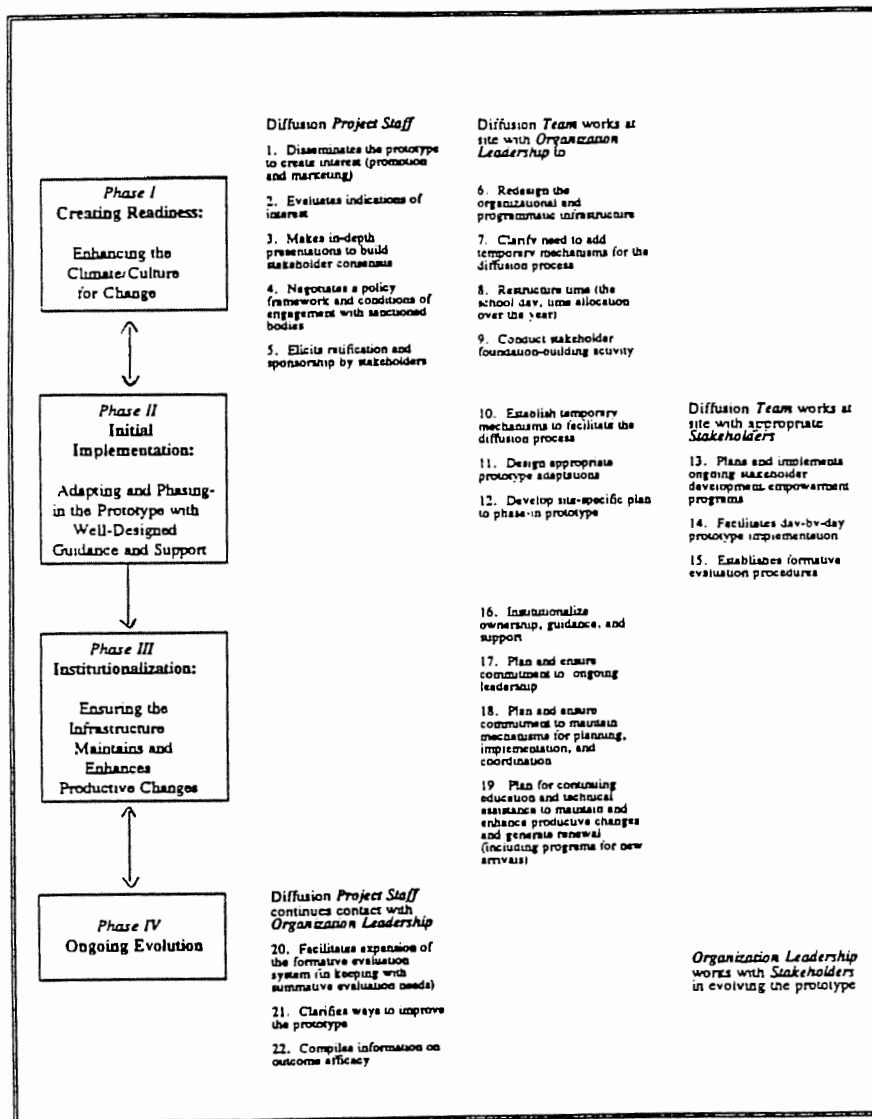 Phase I
Creating Readiness:
Enhancing the
Climate/Culture
for Change
Diffusion Project Staff
1. Disseminates the prototype
to create interest (promotion
and marketing)
2. Evaluates indications of
interest
3. Makes in-depth
presentations to build
stakeholder consensus
4. Negotiates a policy
framework and conditions of
engagement with sanctioned
bodies
5. Elicits ratification and
sponsorship by stakeholders
Diffusion Team works at
site with Organization
Leadership to
6. Redesign the
organizational and
programmatic infrastructure
7. Clarify need to add
temporary mechanisms for the
diffusion process
8. Restructure time (the
school day, time allocation
over the year)
9. Conduct stakeholder
foundation-building activity
Phase II
Initial
Implementation:
Adapting and Phasing-
in the Prototype with
Well-Designed
Guidance and Support
10. Establish temporary
mechanisms to facilitate the
diffusion process
11. Design appropriate
prototype adaptations
12. Develop site-specific plan
to phase-in prototype
Diffusion Team works at
site with appropriate
Stakeholders
13. Plans and implements
ongoing stakeholder
development empowerment
programs
14. Facilitates day-by-day
prototype implementation
15. Establishes formative
evaluation procedures
Phase III
Institutionalization:
Ensuring the
Infrastructure
Maintains and
Enhances
Productive Changes
16. Institutionalize
ownership, guidance, and
support
17. Plan and ensure
commitment to ongoing
leadership
18. Plan and ensure
commitment to maintain
mechanisms for planning,
implementation, and
coordination
19 Plan for continuing
education and technical
assistance to maintain and
enhance productive changes
and generate renewal
(including programs for new
arrivals)
Phase IV
Ongoing Evolution
Diffusion Project Staff
continues contact with
Organization Leadership
20. Facilitates expansion of
the formative evaluation
system (in keeping with
summative evaluation needs)
21. Clarifies ways to improve
the prototype
22. Compiles information on
outcome efficacy
Organization Leadership
works with Stakeholders
in evolving the prototype